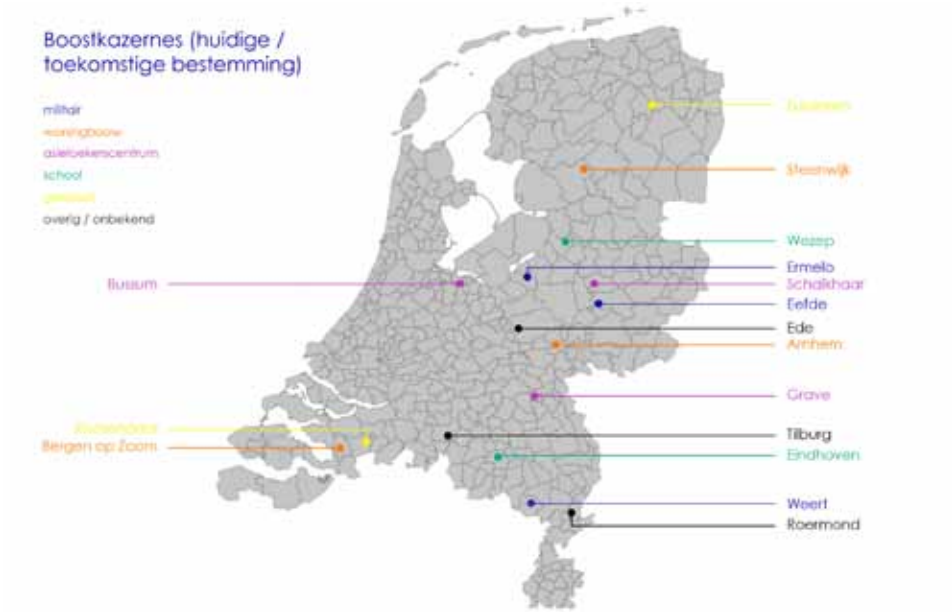 Boostkazernes (huidige /
toekomstige bestemming)
militair
woningbouw
asielzoekerscentrum
school
gesloopt
overig / onbekend
Steenwijk
Wezep
Ermelo
Bussum
Schalkhaar
Eefde
Ede
Arnhem
Grave
Tilburg
Bergen op Zoom
Eindhoven
Weert
Roermond